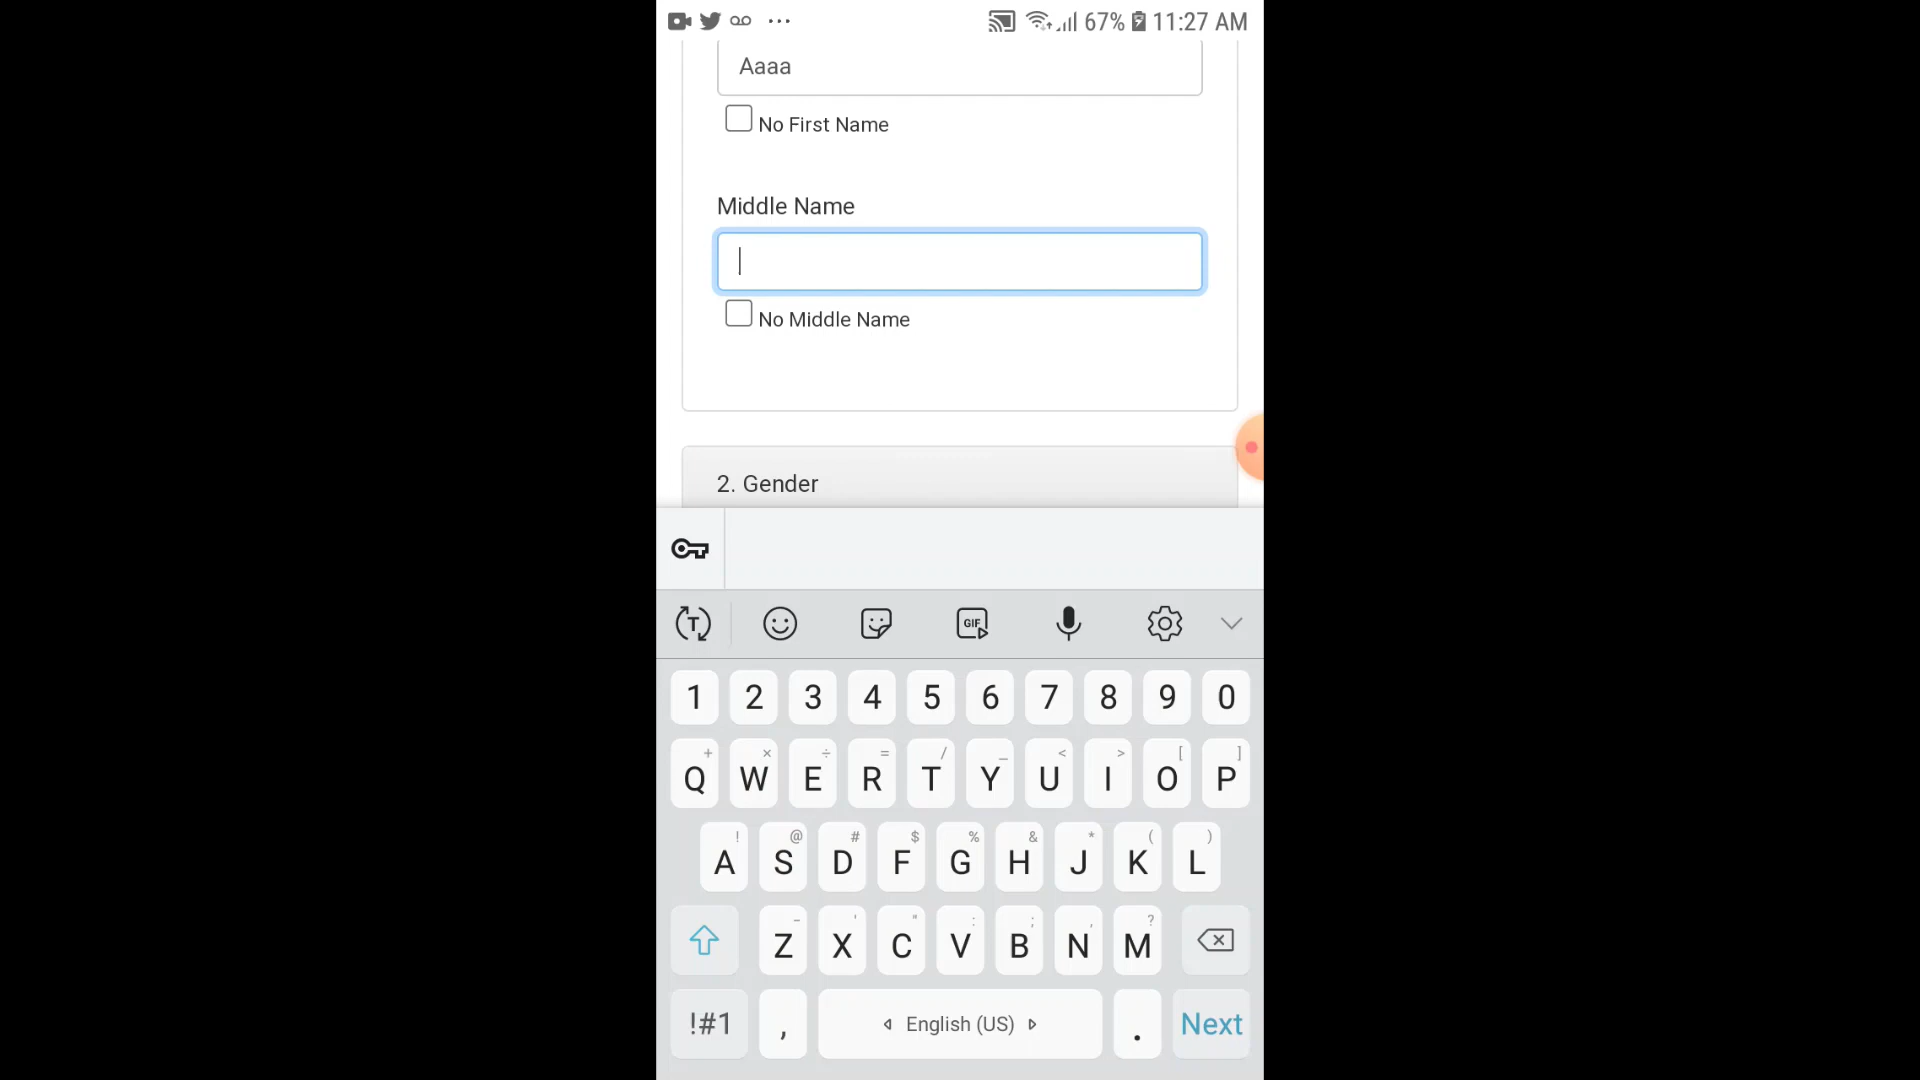 67% 11:27 AM
Aaaa
No First Name
Middle Name
No Middle Name
2. Gender
T GIF
1 2 3 4 5 6 7 8 9 0
+ × ÷ = / _ < > [ ]
Q W E R T Y U I O P
! @ # $ % & * ( )
A S D F G H J K L
- ' " : ; , ?
Z X C V B N M
!#1 , English (US) . Next